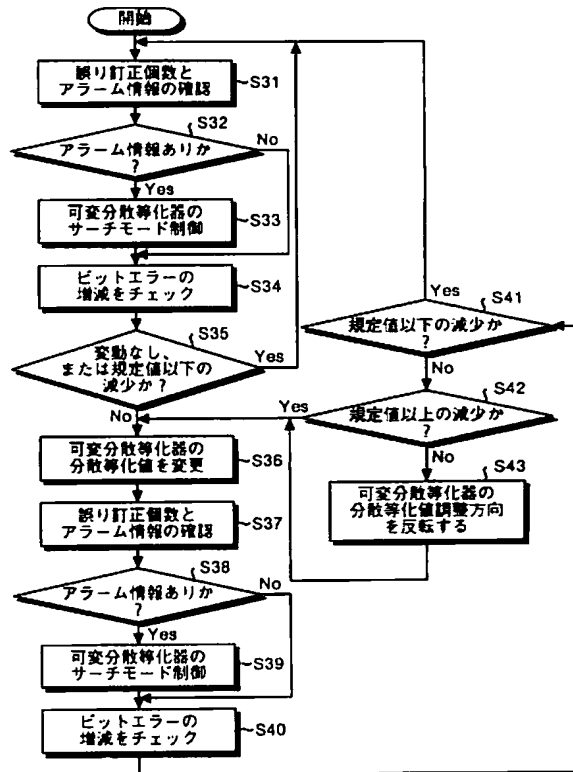 開始
誤り訂正個数と
アラーム情報の確認
S31
S32
アラーム情報ありか
?
No
Yes
可変分散等化器の
サーチモード制御
S33
ビットエラーの
増減をチェック
S34
S35
変動なし、
または規定値以下の
減少か?
Yes
No
可変分散等化器の
分散等化値を変更
S36
誤り訂正個数と
アラーム情報の確認
S37
S38
アラーム情報ありか
?
No
Yes
可変分散等化器の
サーチモード制御
S39
ビットエラーの
増減をチェック
S40
Yes
S41
規定値以下の減少か
?
No
S42
Yes
規定値以上の減少か
?
No
S43
可変分散等化器の
分散等化値調整方向
を反転する